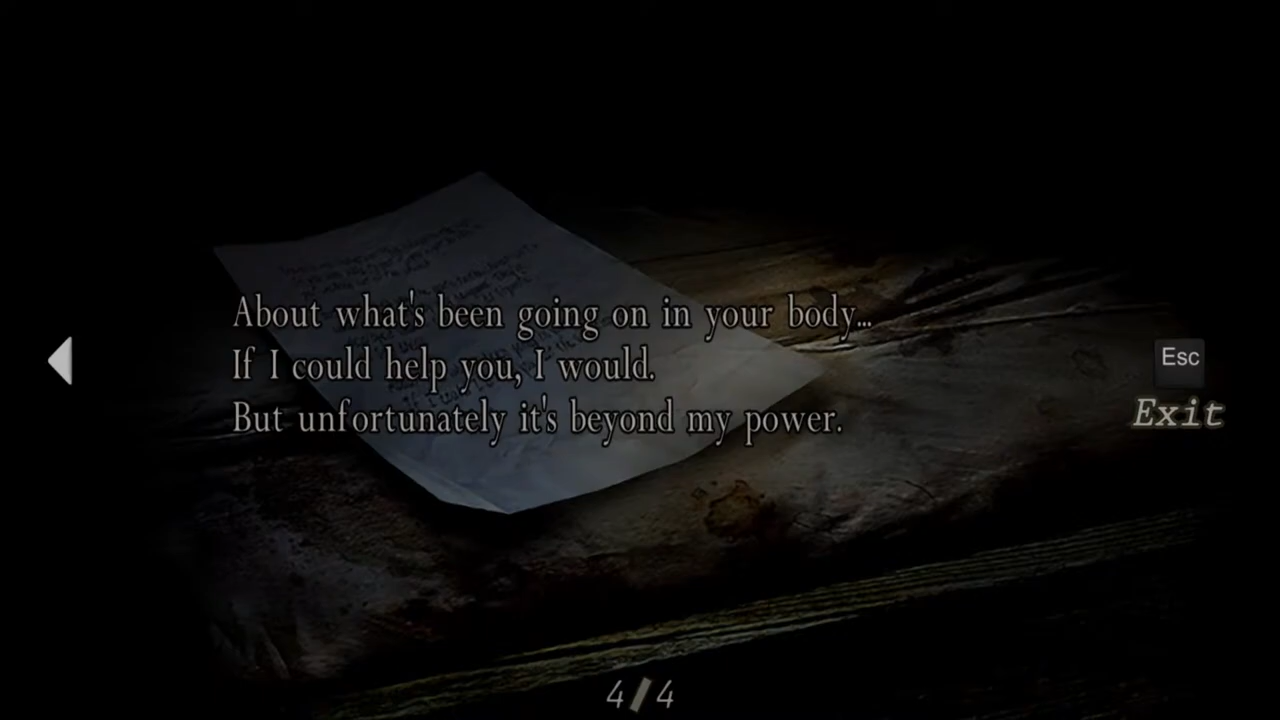 About what's been going on in your body...
If I could help you, I would.
But unfortunately it's beyond my power.
Esc
Exit
4/4